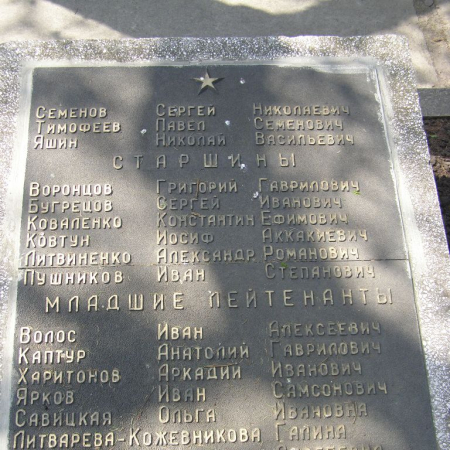 Семенов Сергей Николаевич
Тимофеев Павел Семенович
Яшин Николай Васильевич
СТАРШИНЫ
Воронцов Григорий Гаврилович
Бугрецов Сергей Иванович
Коваленко Константин Ефимович
Ковтун Иосиф Аккакиевич
Литвиненко Александр Романович
Пушников Иван Степанович
МЛАДШИЕ ЛЕЙТЕНАНТЫ
Волос Иван Алексеевич
Каптур Анатолий Гаврилович
Харитонов Аркадий Иванович
Ярков Иван Самсонович
Савицкая Ольга Ивановна
Литварева-Кожевникова Галина